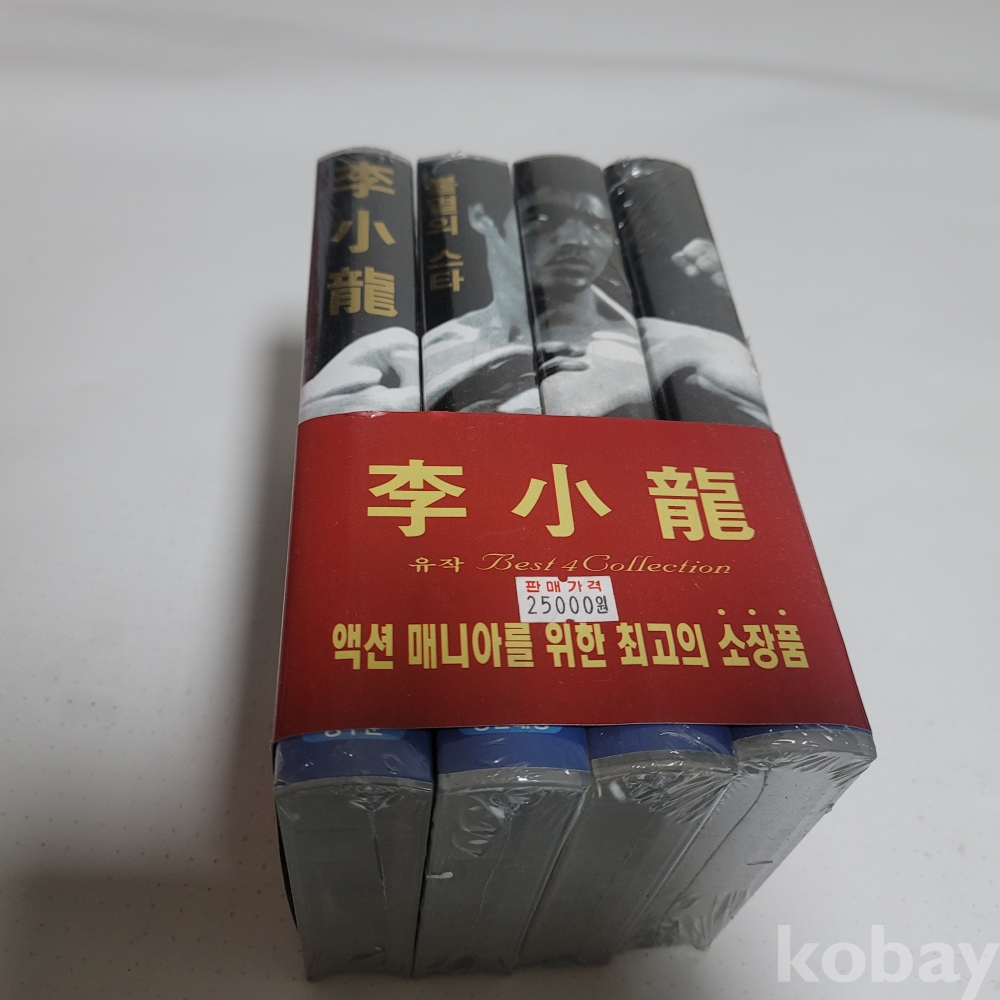 李小龍
불멸의 스타
李小龍
유작 Best 4 Collection
판매가격
25000원
액션 매니아를 위한 최고의 소장품
kobay